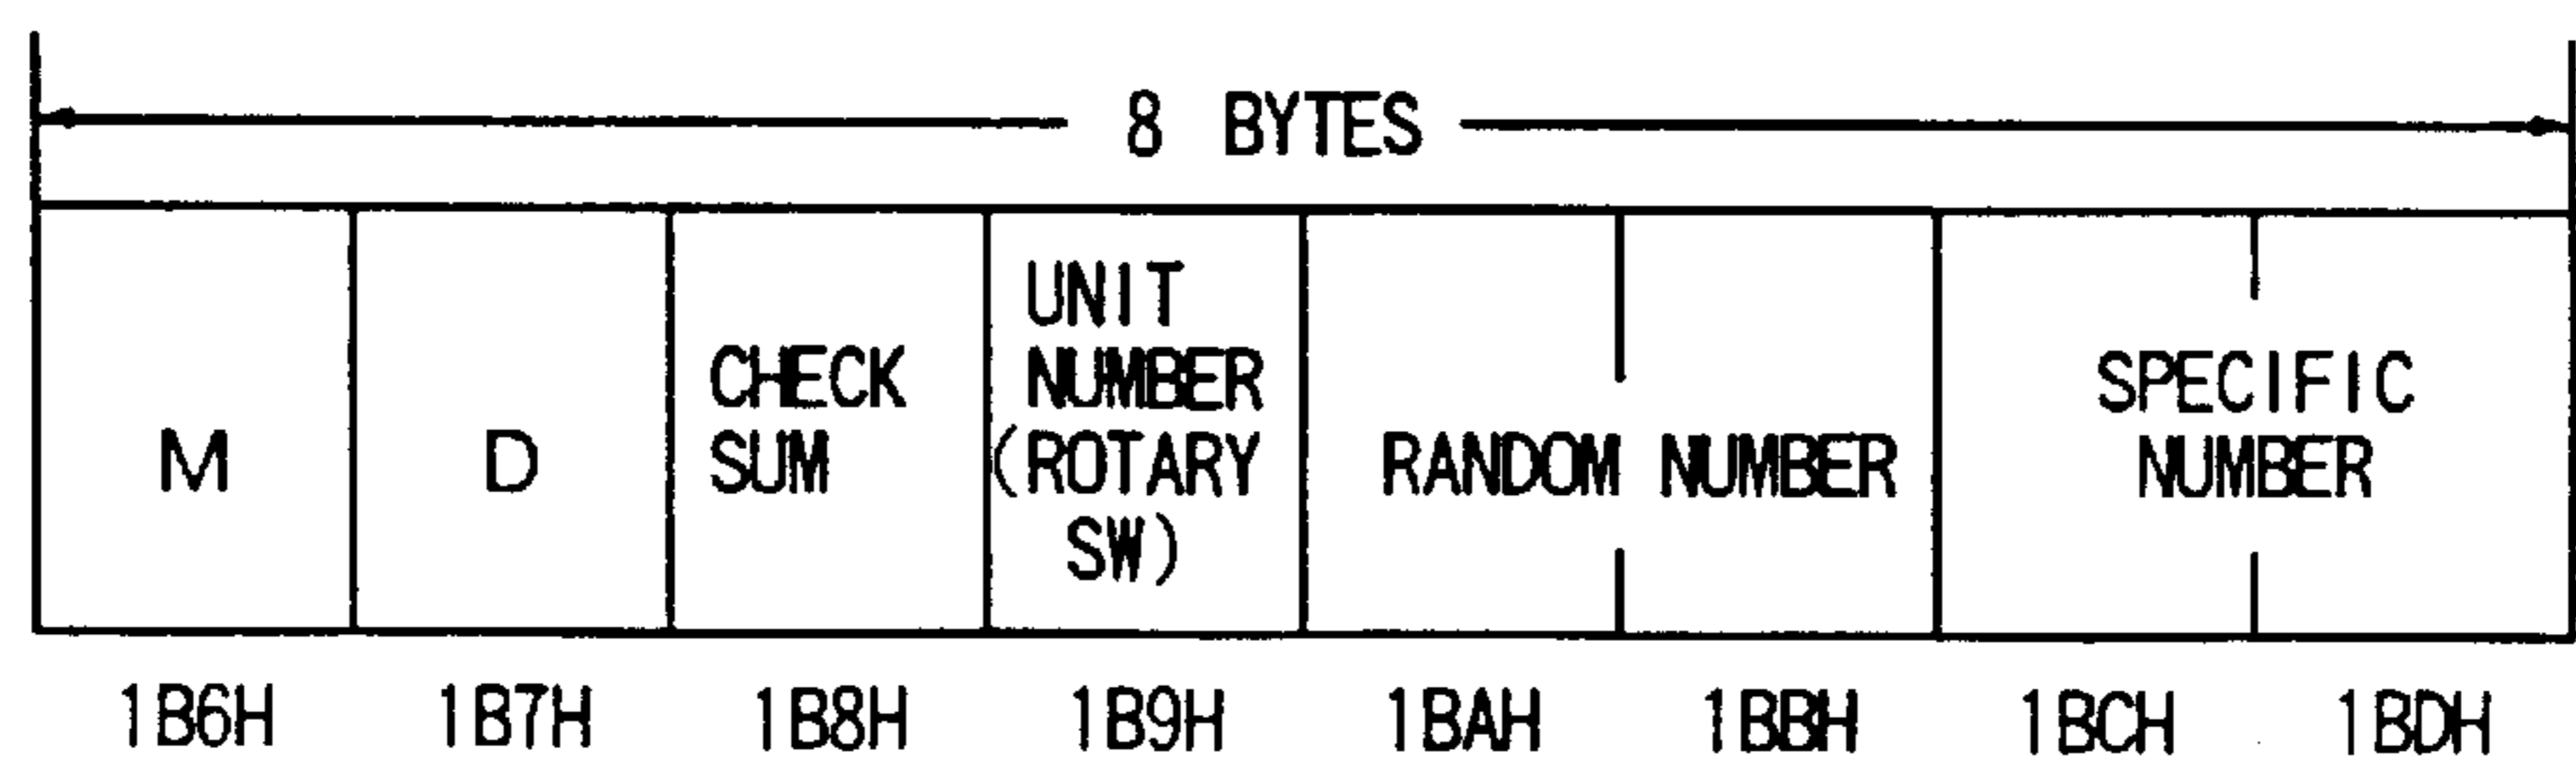 8 BYTES
M
D
CHECK
SUM
UNIT
NUMBER
(ROTARY
SW)
RANDOM NUMBER
SPECIFIC
NUMBER
1B6H 1B7H 1B8H 1B9H 1BAH 1BBH 1BCH 1BDH